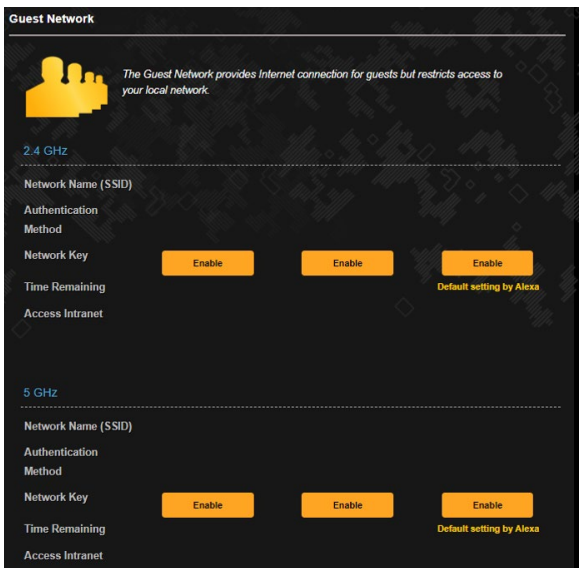 Guest Network
The Guest Network provides Internet connection for guests but restricts access to
your local network.
2.4 GHz
Network Name (SSID)
Authentication
Method
Network Key
Enable
Enable
Enable
Time Remaining
Default setting by Alexa
Access Intranet
5 GHz
Network Name (SSID)
Authentication
Method
Network Key
Enable
Enable
Enable
Time Remaining
Default setting by Alexa
Access Intranet